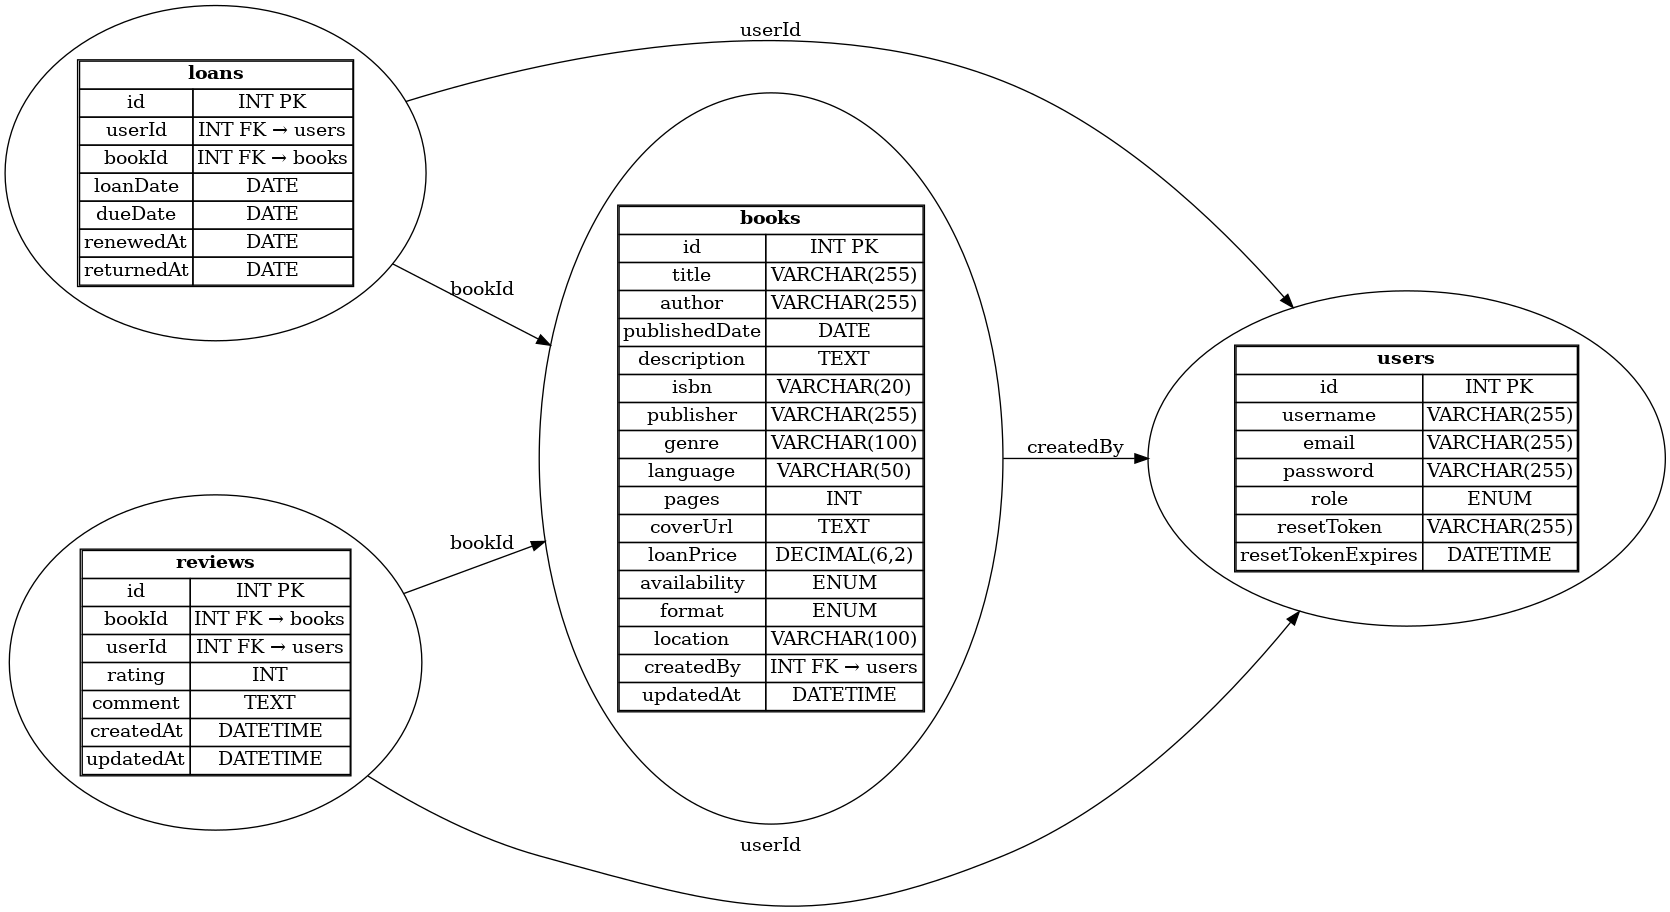 userId
loans
id INT PK
userId INT FK → users
bookId INT FK → books
loanDate DATE
dueDate DATE
renewedAt DATE
returnedAt DATE
bookId
books
id INT PK
title VARCHAR(255)
author VARCHAR(255)
publishedDate DATE
description TEXT
isbn VARCHAR(20)
publisher VARCHAR(255)
genre VARCHAR(100)
language VARCHAR(50)
pages INT
coverUrl TEXT
loanPrice DECIMAL(6,2)
availability ENUM
format ENUM
location VARCHAR(100)
createdBy INT FK → users
updatedAt DATETIME
createdBy
users
id INT PK
username VARCHAR(255)
email VARCHAR(255)
password VARCHAR(255)
role ENUM
resetToken VARCHAR(255)
resetTokenExpires DATETIME
bookId
reviews
id INT PK
bookId INT FK → books
userId INT FK → users
rating INT
comment TEXT
createdAt DATETIME
updatedAt DATETIME
userId